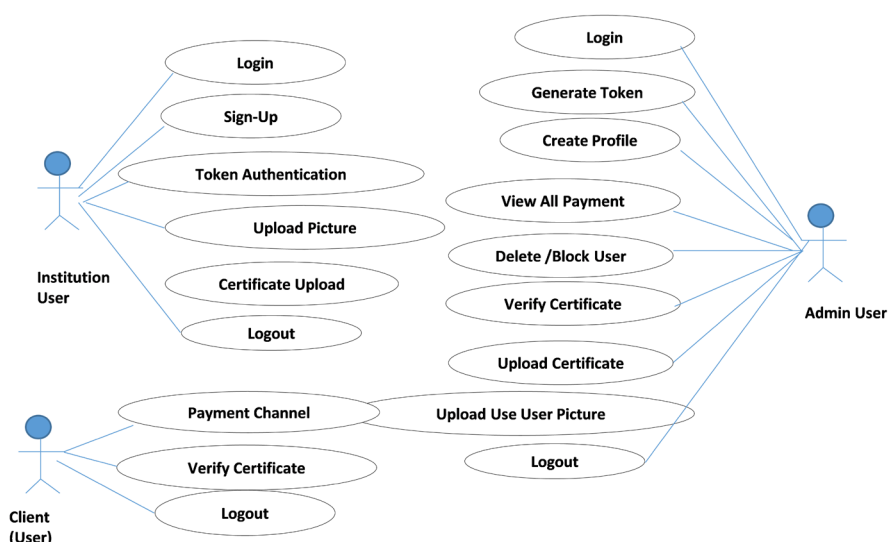 Login
Sign-Up
Token Authentication
Upload Picture
Certificate Upload
Logout
Institution
User
Login
Generate Token
Create Profile
View All Payment
Delete /Block User
Verify Certificate
Upload Certificate
Upload Use User Picture
Logout
Admin User
Payment Channel
Verify Certificate
Logout
Client
(User)